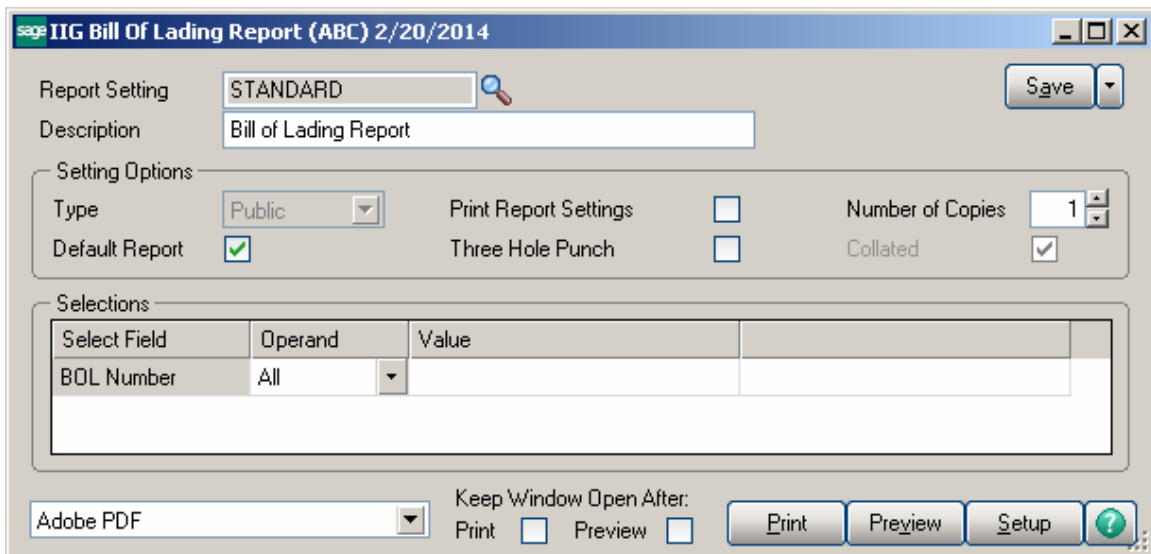 sage IIG Bill Of Lading Report (ABC) 2/20/2014
Report Setting STANDARD Save
Description Bill of Lading Report
Setting Options
Type Public Print Report Settings Number of Copies 1
Default Report Three Hole Punch Collated
Selections
Select Field Operand Value
BOL Number All
Keep Window Open After:
Adobe PDF Print Preview Print Preview Setup ?